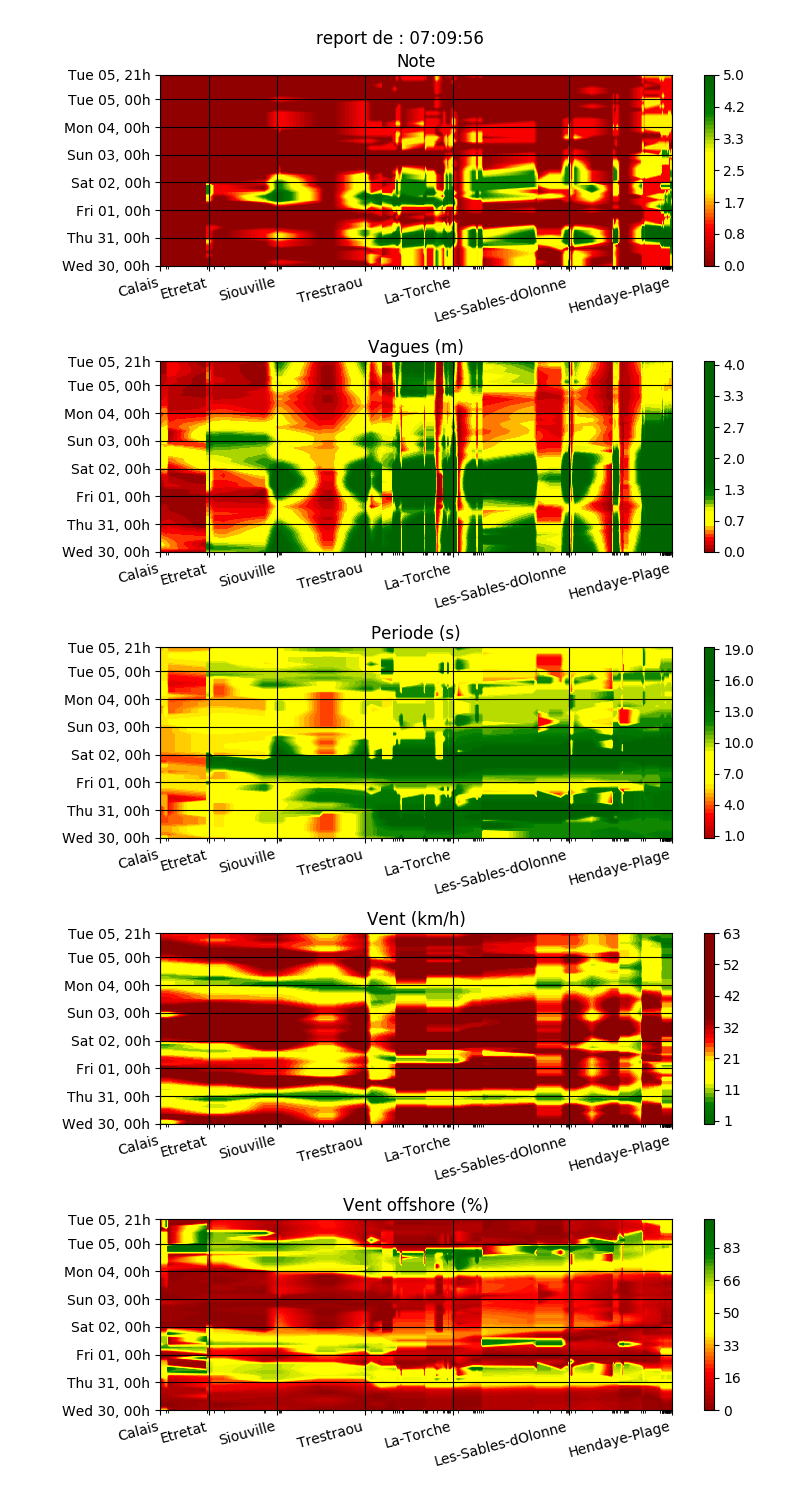 report de : 07:09:56
Note
Tue 05, 21h
Tue 05, 00h
Mon 04, 00h
Sun 03, 00h
Sat 02, 00h
Fri 01, 00h
Thu 31, 00h
Wed 30, 00h
Calais Etretat Siouville Trestraou La-Torche Les-Sables-dOlonne Hendaye-Plage
5.0
4.2
3.3
2.5
1.7
0.8
0.0
Vagues (m)
Tue 05, 21h
Tue 05, 00h
Mon 04, 00h
Sun 03, 00h
Sat 02, 00h
Fri 01, 00h
Thu 31, 00h
Wed 30, 00h
Calais Etretat Siouville Trestraou La-Torche Les-Sables-dOlonne Hendaye-Plage
4.0
3.3
2.7
2.0
1.3
0.7
0.0
Periode (s)
Tue 05, 21h
Tue 05, 00h
Mon 04, 00h
Sun 03, 00h
Sat 02, 00h
Fri 01, 00h
Thu 31, 00h
Wed 30, 00h
Calais Etretat Siouville Trestraou La-Torche Les-Sables-dOlonne Hendaye-Plage
19.0
16.0
13.0
10.0
7.0
4.0
1.0
Vent (km/h)
Tue 05, 21h
Tue 05, 00h
Mon 04, 00h
Sun 03, 00h
Sat 02, 00h
Fri 01, 00h
Thu 31, 00h
Wed 30, 00h
Calais Etretat Siouville Trestraou La-Torche Les-Sables-dOlonne Hendaye-Plage
63
52
42
32
21
11
1
Vent offshore (%)
Tue 05, 21h
Tue 05, 00h
Mon 04, 00h
Sun 03, 00h
Sat 02, 00h
Fri 01, 00h
Thu 31, 00h
Wed 30, 00h
Calais Etretat Siouville Trestraou La-Torche Les-Sables-dOlonne Hendaye-Plage
83
66
50
33
16
0